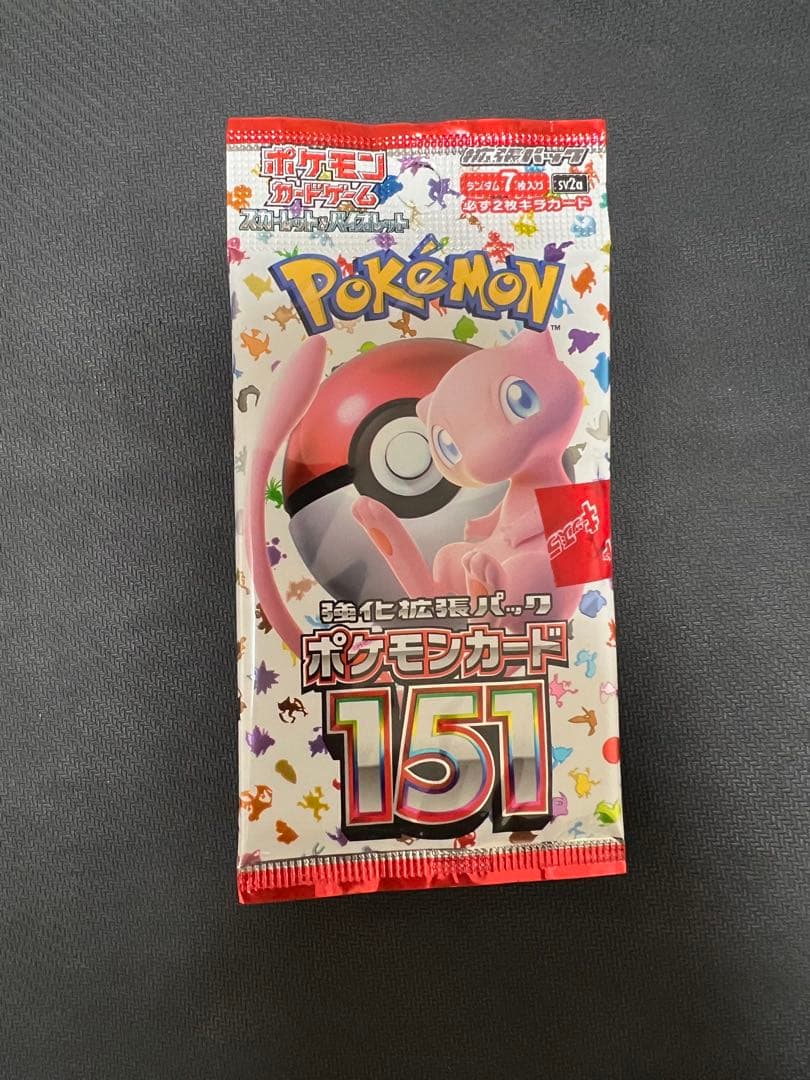 ポケモン
カードゲーム
スカーレット&バイオレット
拡張パック
ランダム7枚入り
sv2a
必ず2枚キラカード
POKéMON
TM
強化拡張パック
ポケモンカード
151